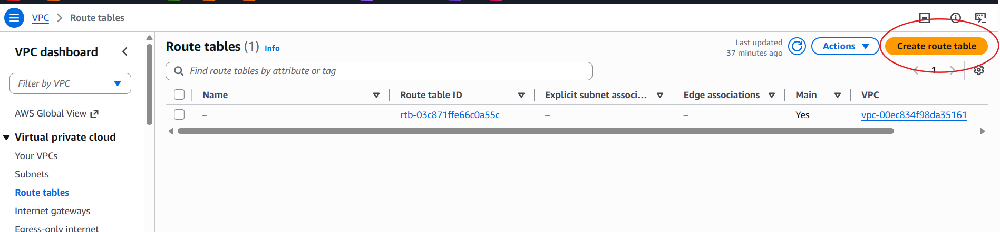 VPC > Route tables
VPC dashboard
Filter by VPC
AWS Global View
Virtual private cloud
Your VPCs
Subnets
Route tables
Internet gateways
Egress-only internet
Route tables (1) Info
Last updated
37 minutes ago
Actions
Create route table
Find route tables by attribute or tag
1
Name Route table ID Explicit subnet associ... Edge associations Main VPC
– rtb-03c871ffe66c0a55c – – Yes vpc-00ec834f98da35161